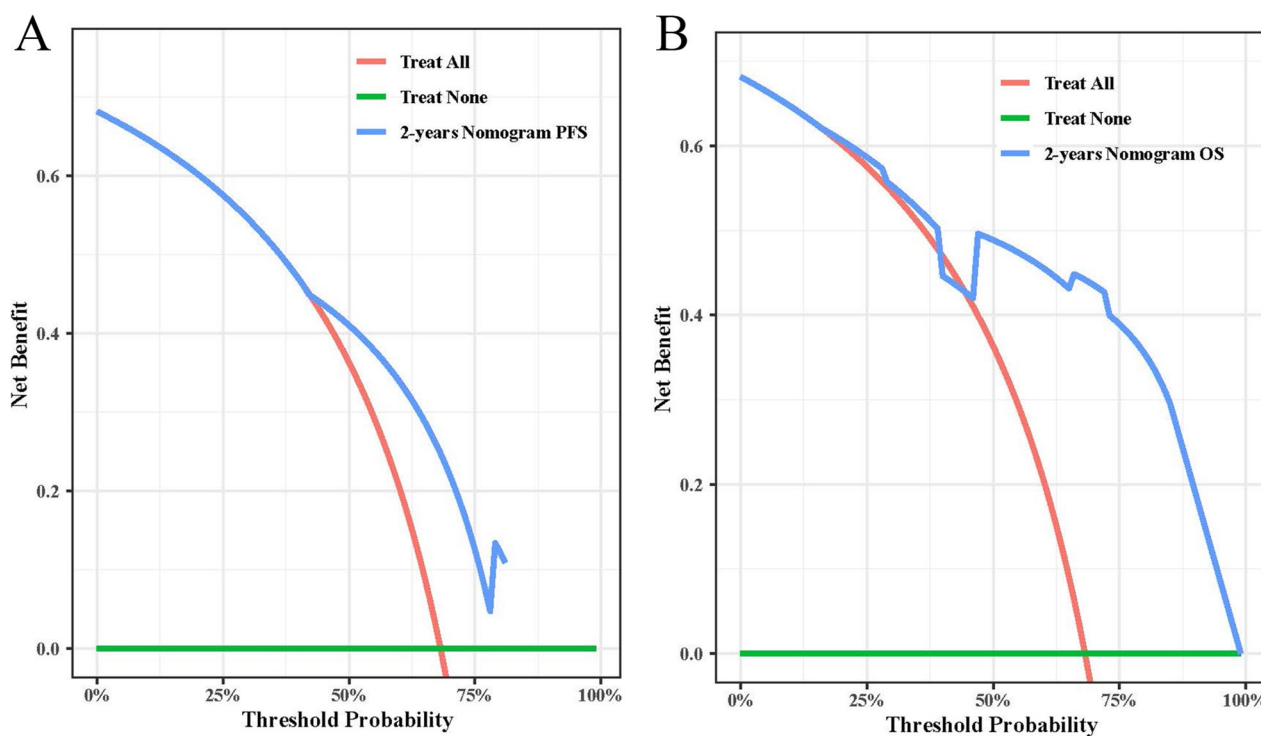 A
Treat All
Treat None
2-years Nomogram PFS
Net Benefit
0.6
0.4
0.2
0.0
0%
25%
50%
75%
100%
Threshold Probability
B
Treat All
Treat None
2-years Nomogram OS
Net Benefit
0.6
0.4
0.2
0.0
0%
25%
50%
75%
100%
Threshold Probability